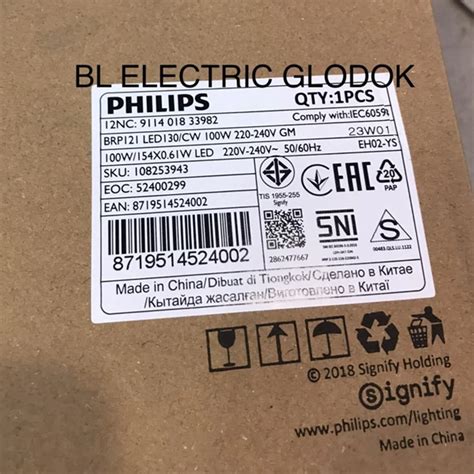 BL ELECTRIC GLODOK
PHILIPS QTY:1PCS
12NC: 9114 018 33982 Comply with:IEC60598
BRP121 LED130/CW 100W 220-240V GM 23W01
100W/154X0.61W LED 220V-240V~ 50/60Hz EH02-YS
SKU: 108253943
EOC: 52400299
EAN: 8719514524002
TIS 1955-255
Signify
EAC
20
PAP
SNI
S
2862477667
8719514524002
Made in China/Dibuat di Tiongkok/Сделано в Китае
/Кытайда жасалған/Виготовлено в Китаї
© 2018 Signify Holding
Signify
www.philips.com/lighting
Made in China